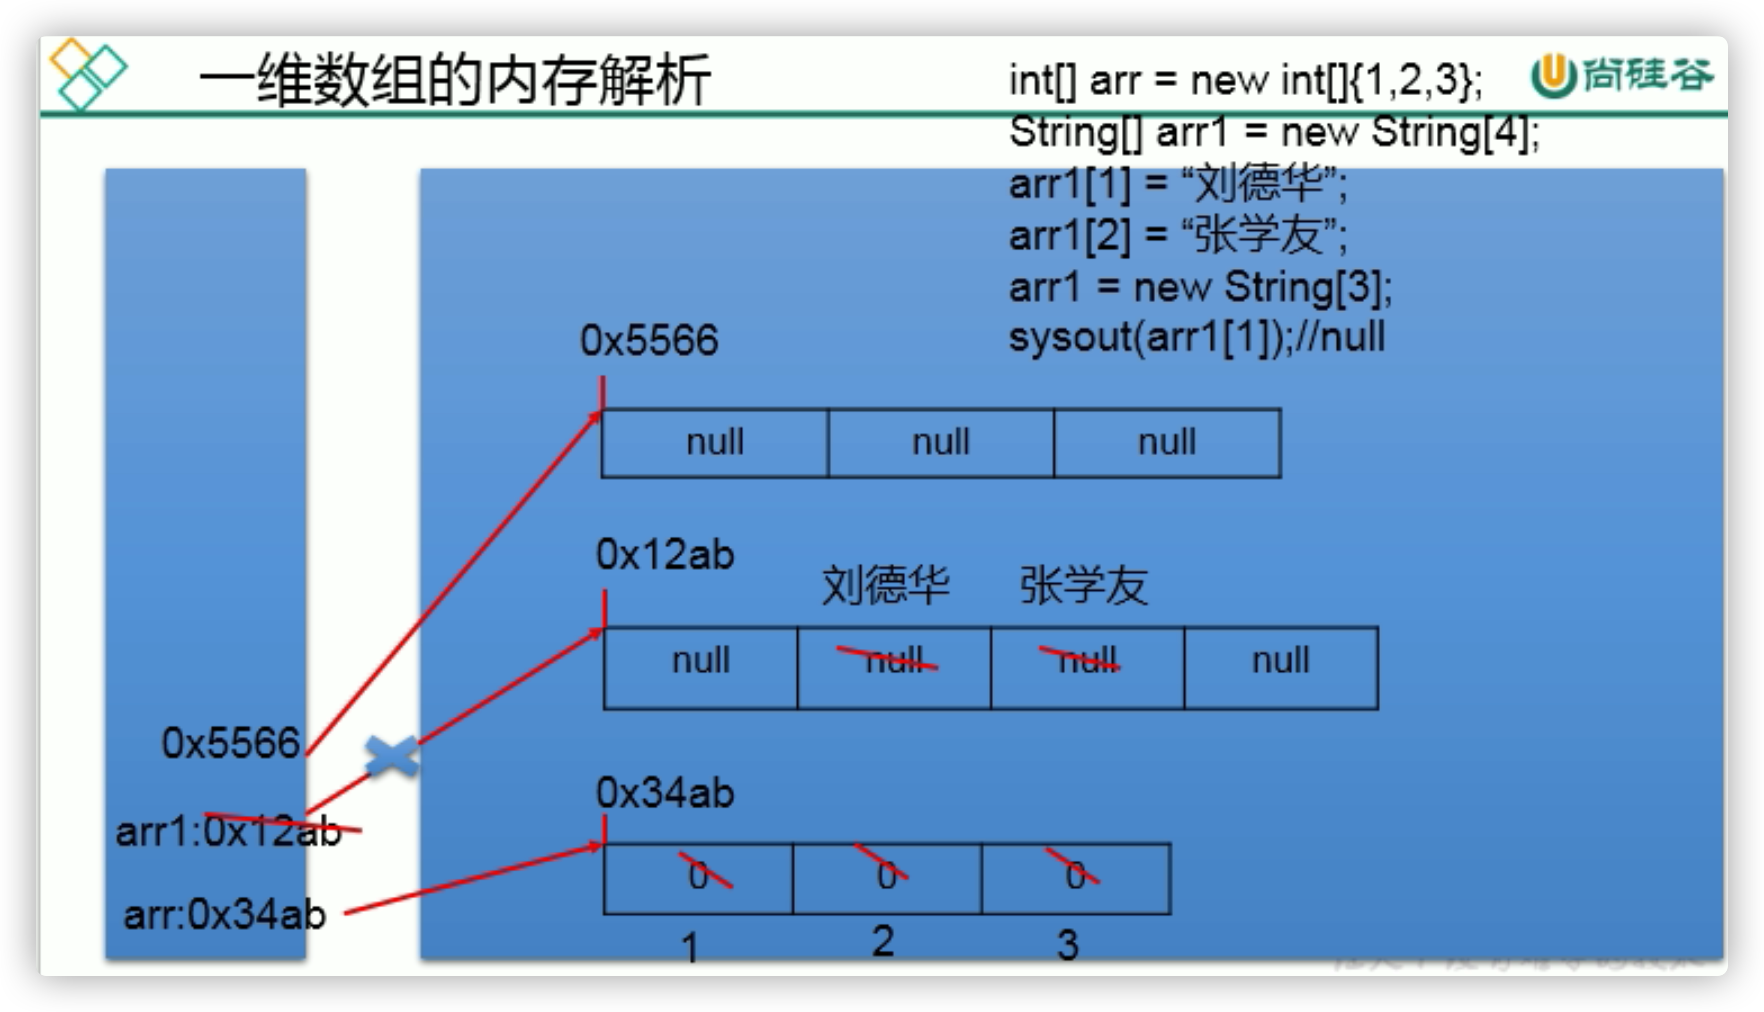 一维数组的内存解析
尚硅谷
int[] arr = new int[]{1,2,3};
String[] arr1 = new String[4];
arr1[1] = “刘德华”;
arr1[2] = “张学友”;
arr1 = new String[3];
sysout(arr1[1]);//null
0x5566
null null null
0x12ab
刘德华 张学友
null null null null
0x5566
0x34ab
arr1:0x12ab
0 0 0
arr:0x34ab
1 2 3